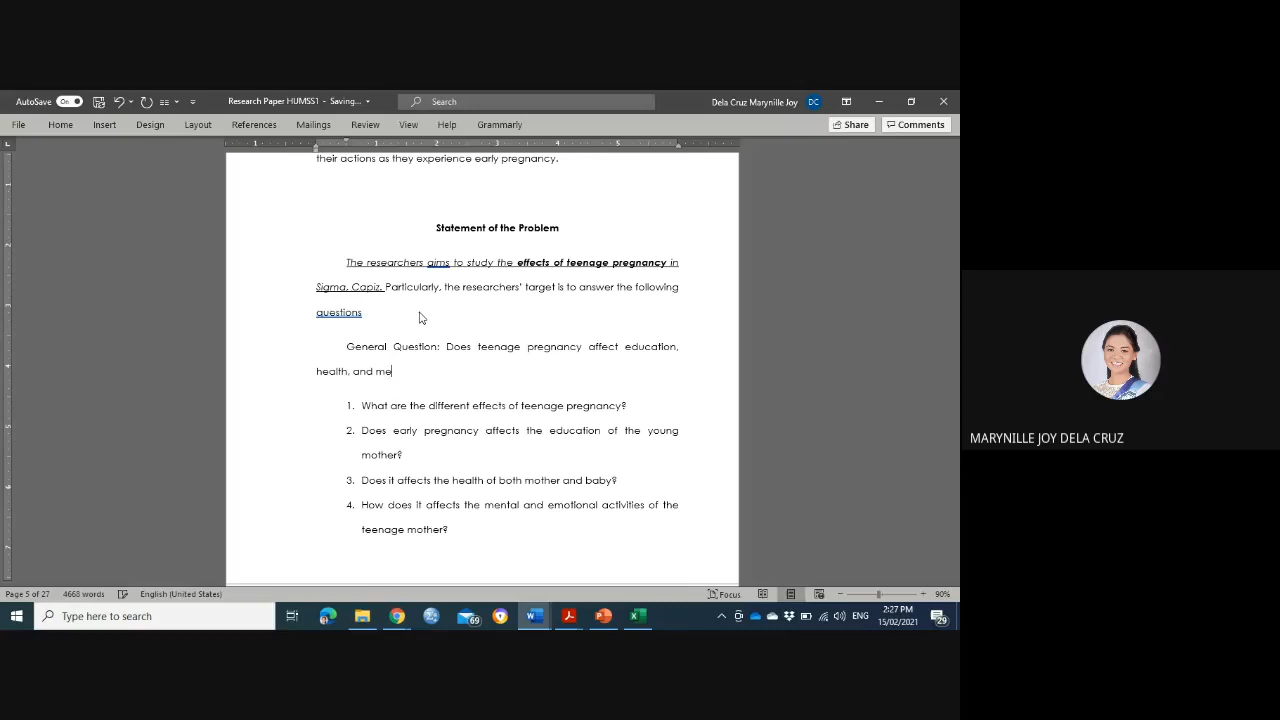 AutoSave On Research Paper HUMSS1 - Saving... Search Dela Cruz Marynille Joy DC
File Home Insert Design Layout References Mailings Review View Help Grammarly Share Comments
their actions as they experience early pregnancy.
Statement of the Problem
The researchers aims to study the effects of teenage pregnancy in
Sigma, Capiz. Particularly, the researchers' target is to answer the following
questions
General Question: Does teenage pregnancy affect education,
health, and me
1. What are the different effects of teenage pregnancy?
2. Does early pregnancy affects the education of the young
mother?
3. Does it affects the health of both mother and baby?
4. How does it affects the mental and emotional activities of the
teenage mother?
MARYNILLE JOY DELA CRUZ
Page 5 of 27 4668 words English (United States) Focus 90%
Type here to search 69 ENG 2:27 PM 15/02/2021 29